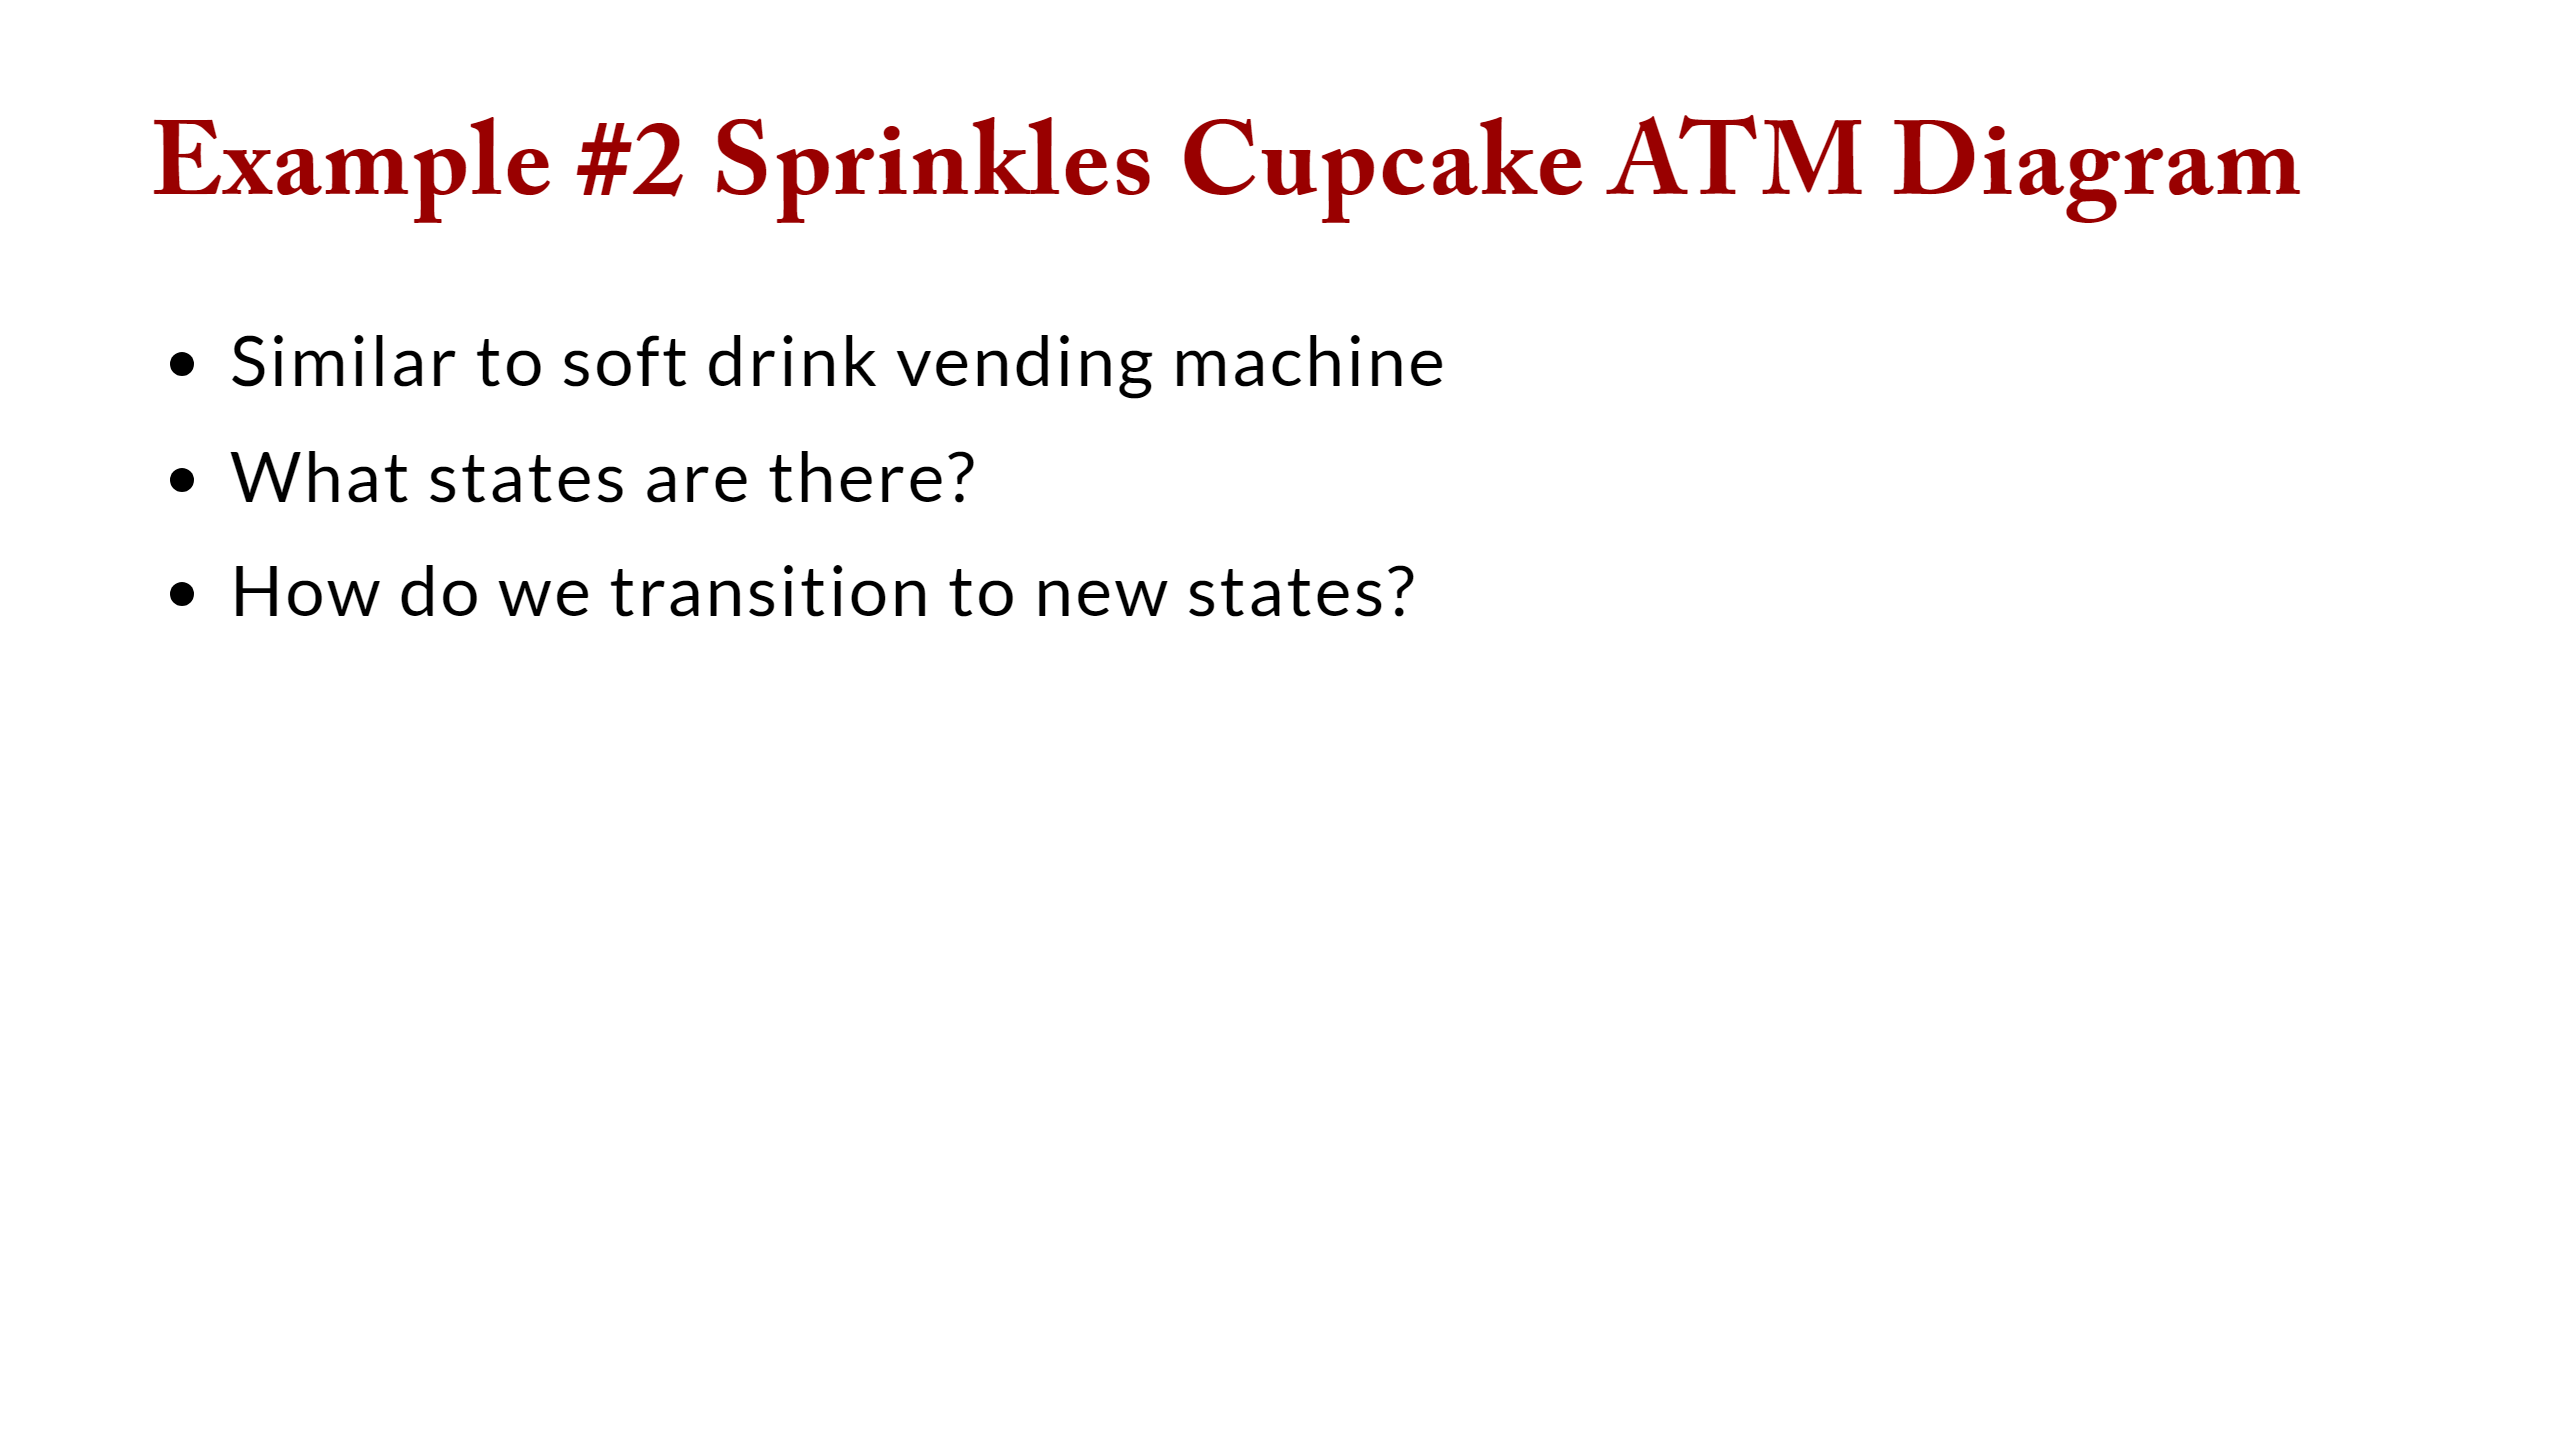 Example #2 Sprinkles Cupcake ATM Diagram
• Similar to soft drink vending machine
• What states are there?
• How do we transition to new states?